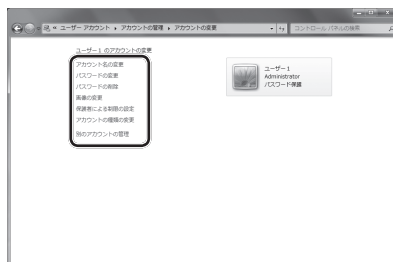 « ユーザー アカウント ▸ アカウントの管理 ▸ アカウントの変更
コントロール パネルの検索
ユーザー１ のアカウントの変更
アカウント名の変更
パスワードの変更
パスワードの削除
画像の変更
保護者による制限の設定
アカウントの種類の変更
別のアカウントの管理
ユーザー１
Administrator
パスワード保護